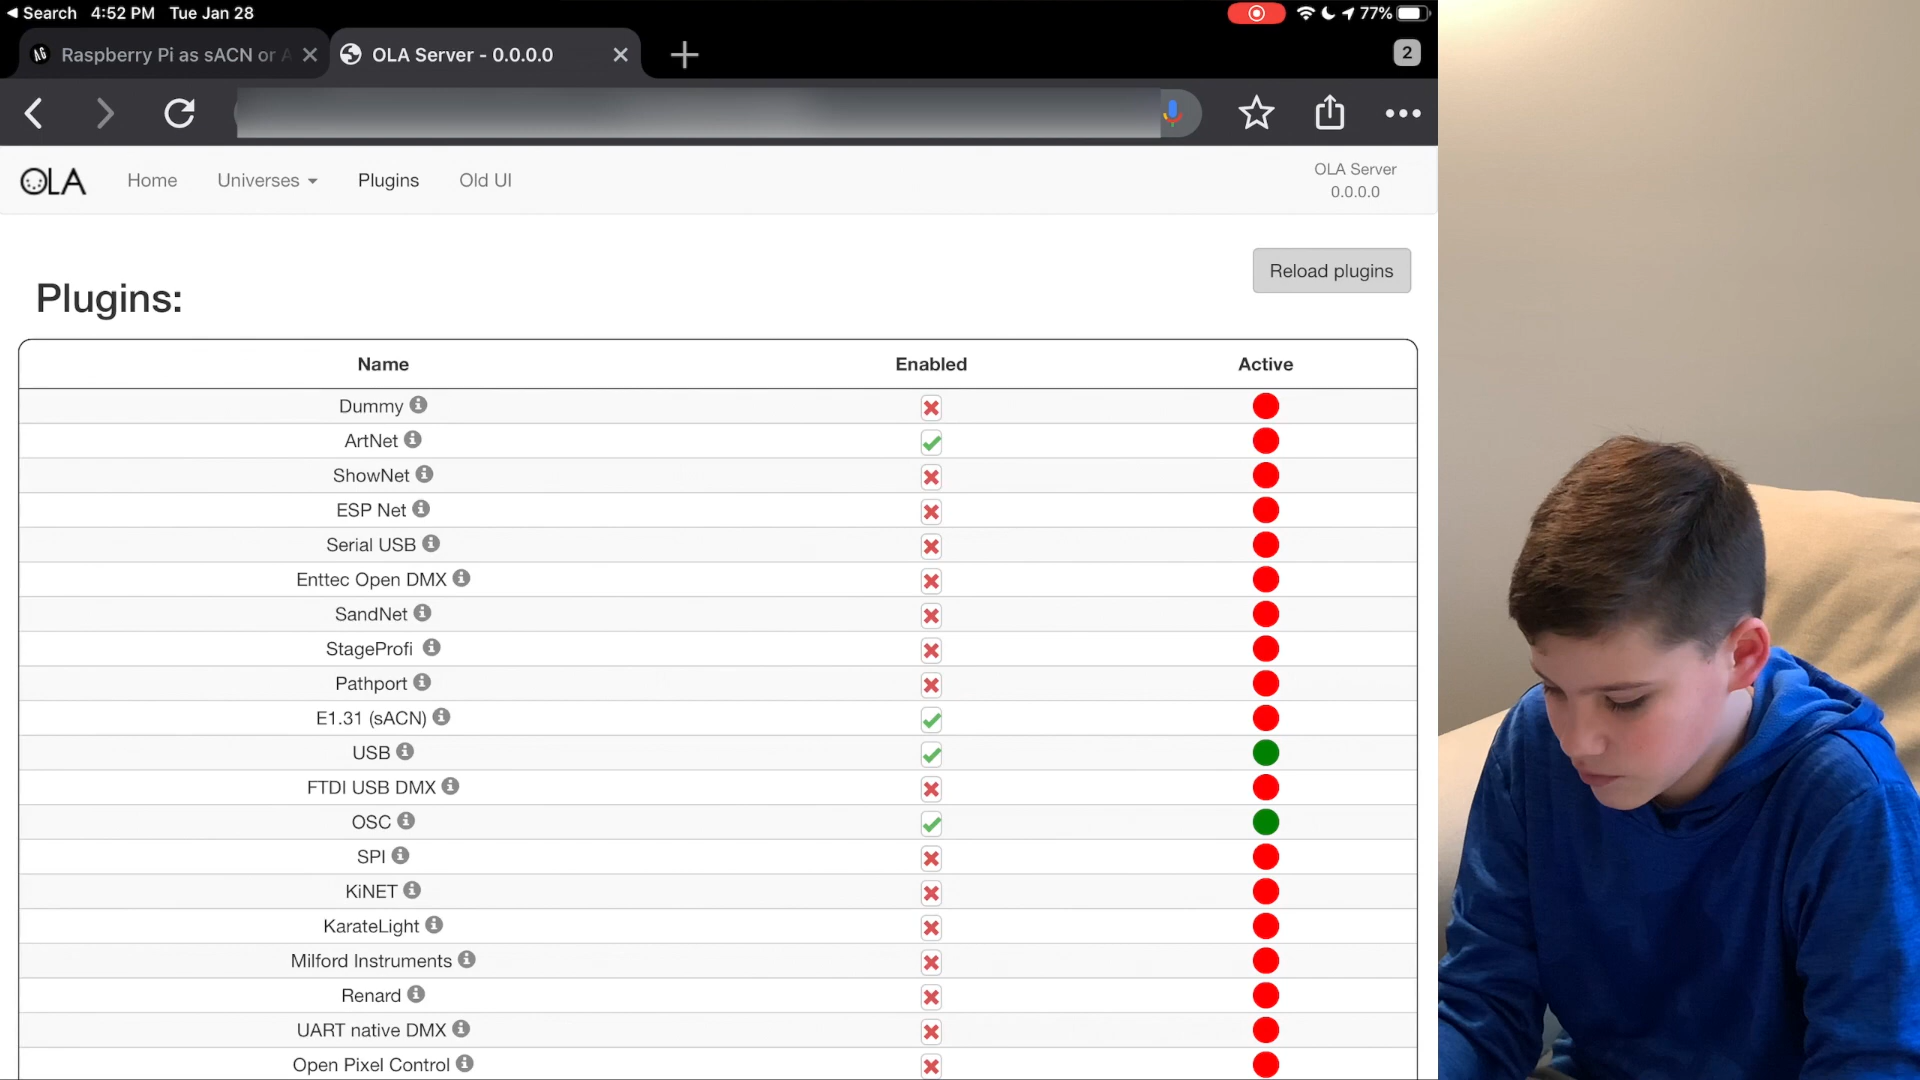 Search 4:52 PM Tue Jan 28
77%
Raspberry Pi as sACN or A
OLA Server - 0.0.0.0
2
OLA Home Universes Plugins Old UI
OLA Server
0.0.0.0
Reload plugins
Plugins:
Name Enabled Active
Dummy
ArtNet
ShowNet
ESP Net
Serial USB
Enttec Open DMX
SandNet
StageProfi
Pathport
E1.31 (sACN)
USB
FTDI USB DMX
OSC
SPI
KiNET
KarateLight
Milford Instruments
Renard
UART native DMX
Open Pixel Control